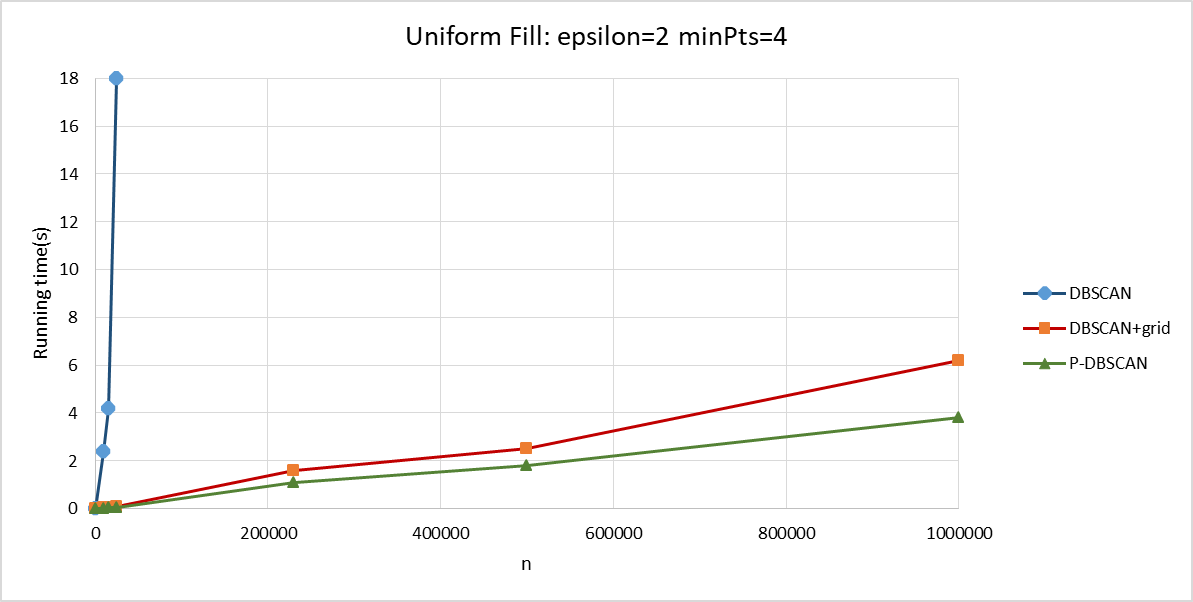 Uniform Fill: epsilon=2 minPts=4
18
16
14
12
10
8
6
4
2
0
Running time(s)
0 200000 400000 600000 800000 1000000
n
DBSCAN
DBSCAN+grid
P-DBSCAN